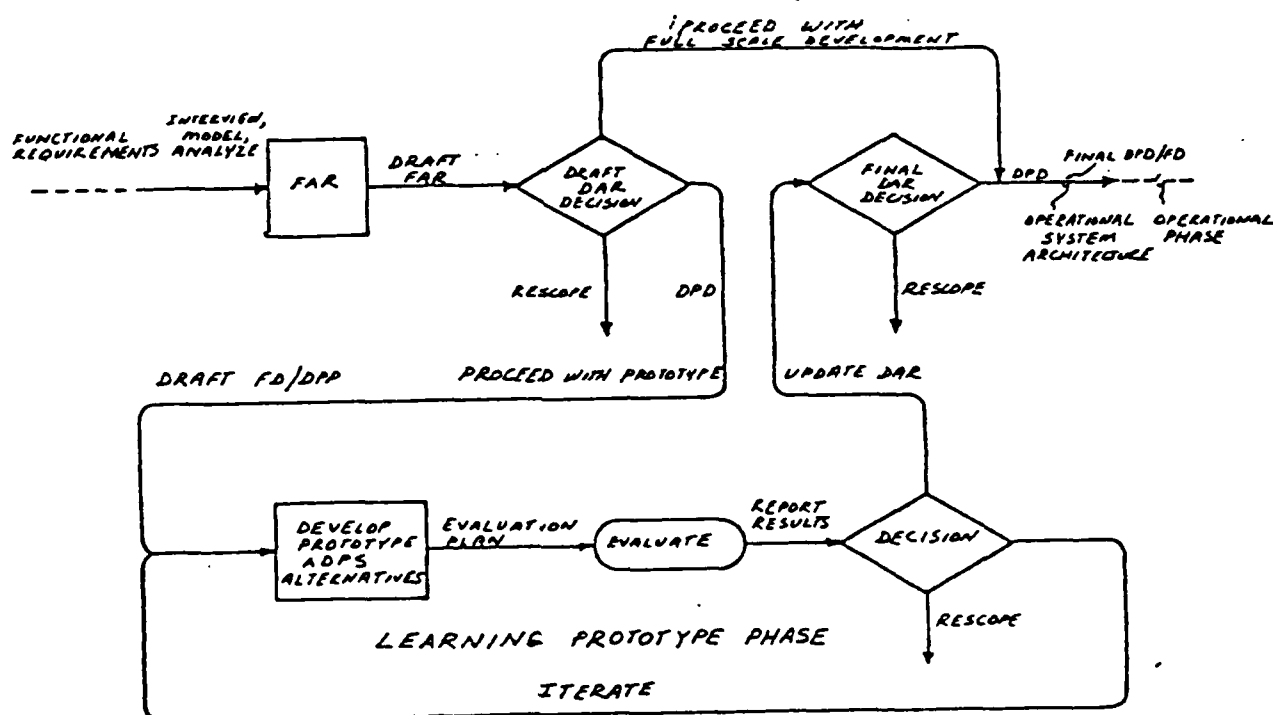 ¡PROCEED WITH
FULL SCALE DEVELOPMENT
FUNCTIONAL
REQUIREMENTS
INTERVIEW,
MODEL,
ANALYZE
FAR
DRAFT
FAR
DRAFT
DAR
DECISION
FINAL
DAR
DECISION
DPD
FINAL DPD/FD
OPERATIONAL
SYSTEM
ARCHITECTURE
OPERATIONAL
PHASE
RESCOPE
DPD
RESCOPE
DRAFT FD/DPD
PROCEED WITH PROTOTYPE
UPDATE DAR
DEVELOP
PROTOTYPE
ADPS
ALTERNATIVES
EVALUATION
PLAN
EVALUATE
REPORT
RESULTS
DECISION
RESCOPE
LEARNING PROTOTYPE PHASE
ITERATE